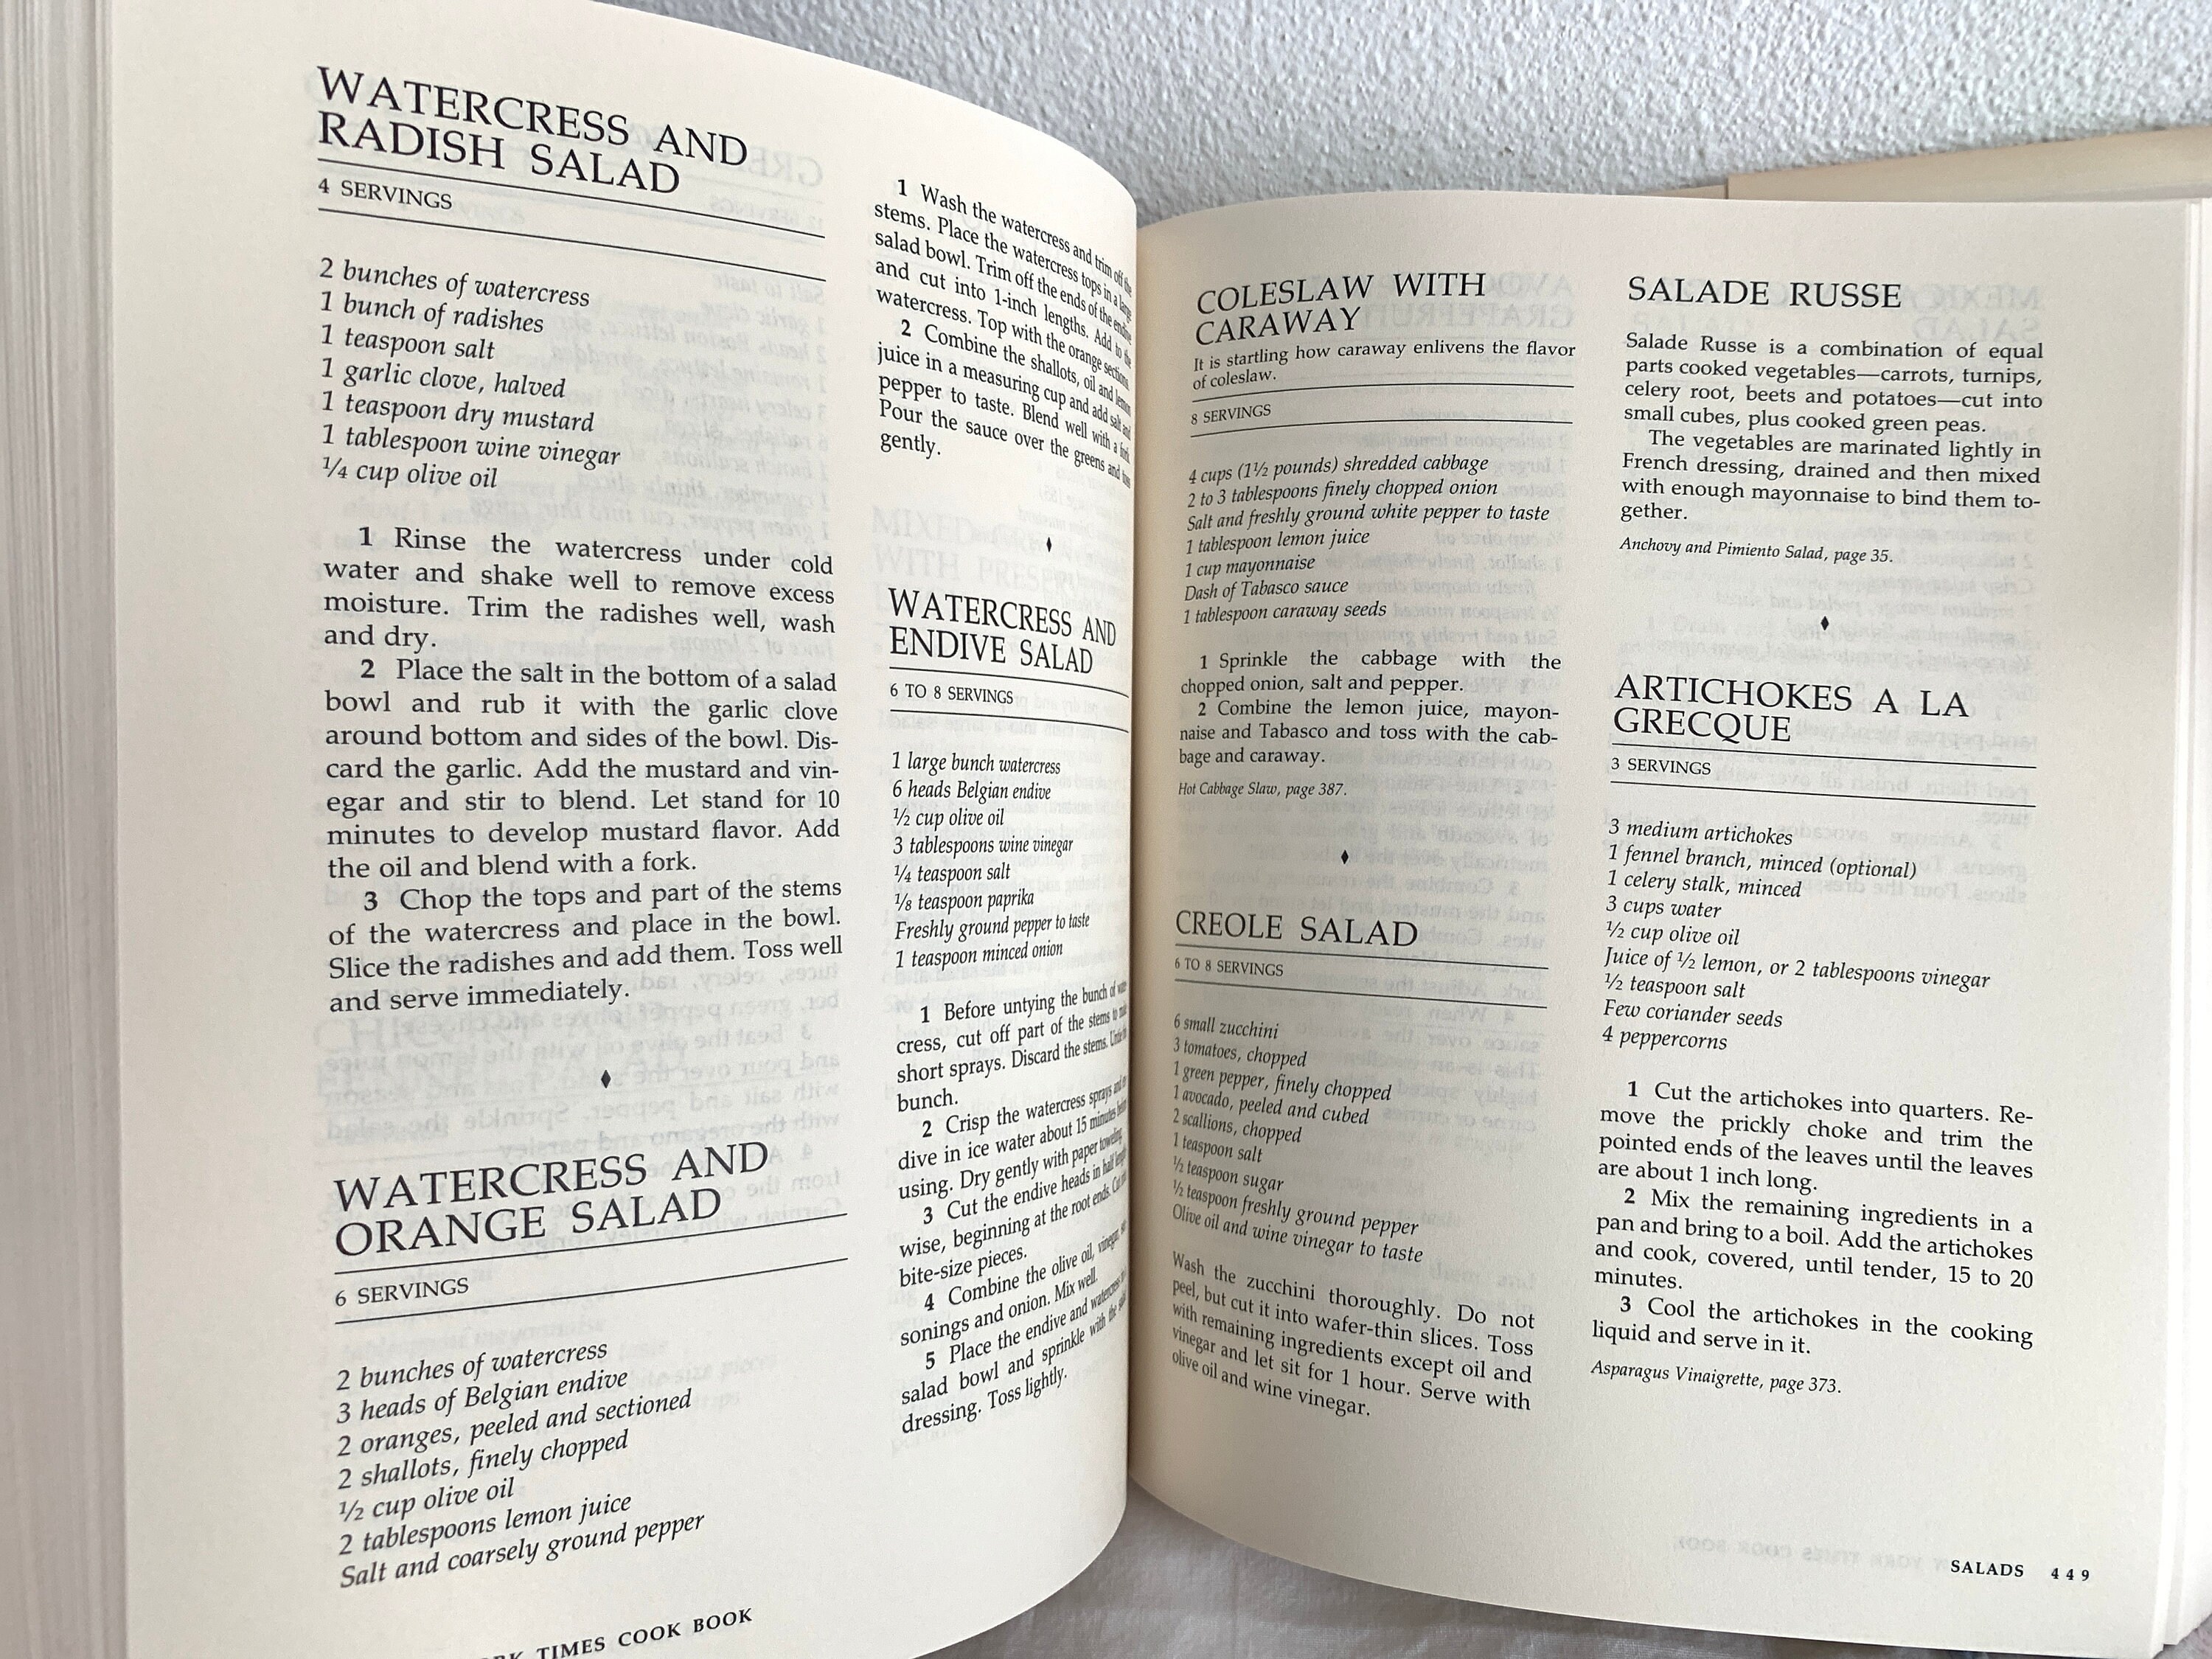 WATERCRESS AND
RADISH SALAD
4 SERVINGS
2 bunches of watercress
1 bunch of radishes
1 teaspoon salt
1 garlic clove, halved
1 teaspoon dry mustard
1 tablespoon wine vinegar
¼ cup olive oil
1 Rinse the watercress under cold
water and shake well to remove excess
moisture. Trim the radishes well, wash
and dry.
2 Place the salt in the bottom of a salad
bowl and rub it with the garlic clove
around bottom and sides of the bowl. Dis-
card the garlic. Add the mustard and vin-
egar and stir to blend. Let stand for 10
minutes to develop mustard flavor. Add
the oil and blend with a fork.
3 Chop the tops and part of the stems
of the watercress and place in the bowl.
Slice the radishes and add them. Toss well
and serve immediately.
WATERCRESS AND
ORANGE SALAD
6 SERVINGS
2 bunches of watercress
3 heads of Belgian endive
2 oranges, peeled and sectioned
2 shallots, finely chopped
½ cup olive oil
2 tablespoons lemon juice
Salt and coarsely ground pepper
TIMES COOK BOOK
1 Wash the watercress and trim off the
stems. Place the watercress tops in a large
salad bowl. Trim off the ends of the endive
and cut into 1-inch lengths. Add to the
watercress. Top with the orange sections.
2 Combine the shallots, oil and lemon
juice in a measuring cup and add salt and
pepper to taste. Blend well with a fork.
Pour the sauce over the greens and toss
gently.
WATERCRESS AND
ENDIVE SALAD
6 TO 8 SERVINGS
1 large bunch watercress
6 heads Belgian endive
½ cup olive oil
3 tablespoons wine vinegar
¼ teaspoon salt
⅛ teaspoon paprika
Freshly ground pepper to taste
1 teaspoon minced onion
1 Before untying the bunch of
cress, cut off part of the stems to
short sprays. Discard the stems.
bunch.
2 Crisp the watercress sprays and
dive in ice water about 15 minutes
using. Dry gently with paper toweling.
3 Cut the endive heads in half
wise, beginning at the root ends.
bite-size pieces.
4 Combine the olive oil, vinegar,
sonings and onion. Mix well.
5 Place the endive and watercress
salad bowl and sprinkle with the
dressing. Toss lightly.
COLESLAW WITH
CARAWAY
It is startling how caraway enlivens the flavor
of coleslaw.
8 SERVINGS
4 cups (1½ pounds) shredded cabbage
2 to 3 tablespoons finely chopped onion
Salt and freshly ground white pepper to taste
1 tablespoon lemon juice
1 cup mayonnaise
Dash of Tabasco sauce
1 tablespoon caraway seeds
1 Sprinkle the cabbage with the
chopped onion, salt and pepper.
2 Combine the lemon juice, mayon-
naise and Tabasco and toss with the cab-
bage and caraway.
Hot Cabbage Slaw, page 387.
CREOLE SALAD
6 TO 8 SERVINGS
6 small zucchini
3 tomatoes, chopped
1 green pepper, finely chopped
1 avocado, peeled and cubed
2 scallions, chopped
1 teaspoon salt
½ teaspoon sugar
½ teaspoon freshly ground pepper
Olive oil and wine vinegar to taste
Wash the zucchini thoroughly. Do not
peel, but cut it into wafer-thin slices. Toss
with remaining ingredients except oil and
vinegar and let sit for 1 hour. Serve with
olive oil and wine vinegar.
SALADE RUSSE
Salade Russe is a combination of equal
parts cooked vegetables—carrots, turnips,
celery root, beets and potatoes—cut into
small cubes, plus cooked green peas.
The vegetables are marinated lightly in
French dressing, drained and then mixed
with enough mayonnaise to bind them to-
gether.
Anchovy and Pimiento Salad, page 35.
ARTICHOKES A LA
GRECQUE
3 SERVINGS
3 medium artichokes
1 fennel branch, minced (optional)
1 celery stalk, minced
3 cups water
½ cup olive oil
Juice of ½ lemon, or 2 tablespoons vinegar
½ teaspoon salt
Few coriander seeds
4 peppercorns
1 Cut the artichokes into quarters. Re-
move the prickly choke and trim the
pointed ends of the leaves until the leaves
are about 1 inch long.
2 Mix the remaining ingredients in a
pan and bring to a boil. Add the artichokes
and cook, covered, until tender, 15 to 20
minutes.
3 Cool the artichokes in the cooking
liquid and serve in it.
Asparagus Vinaigrette, page 373.
SALADS 449